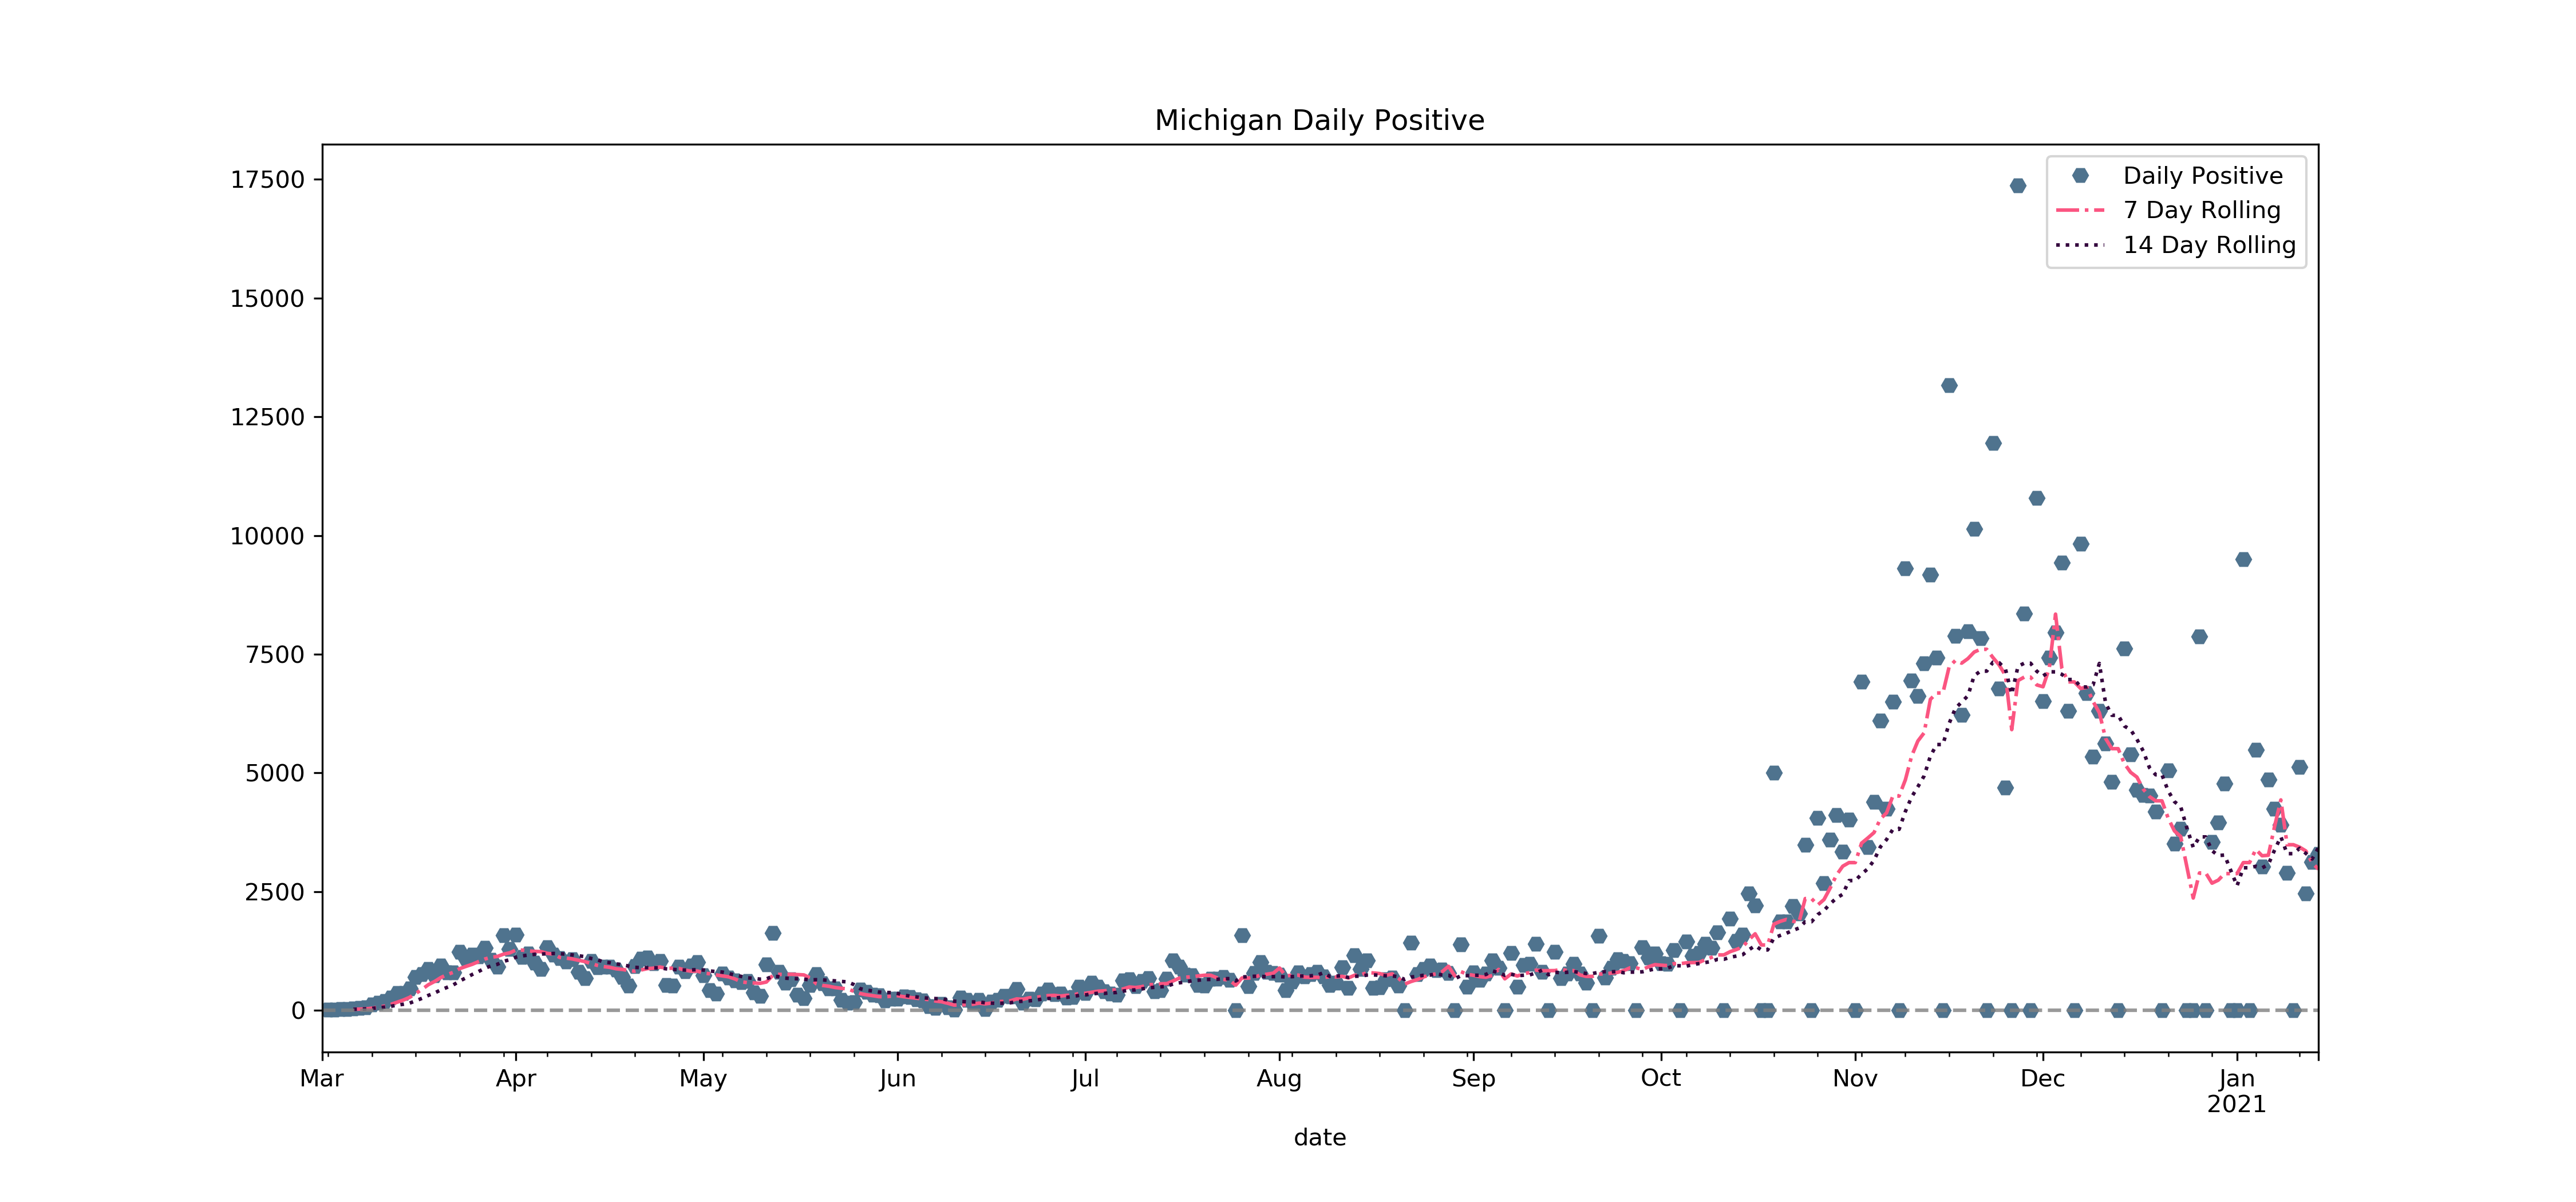 Michigan Daily Positive
17500
15000
12500
10000
7500
5000
2500
0
Daily Positive
7 Day Rolling
14 Day Rolling
Mar Apr May Jun Jul Aug Sep Oct Nov Dec Jan
2021
date